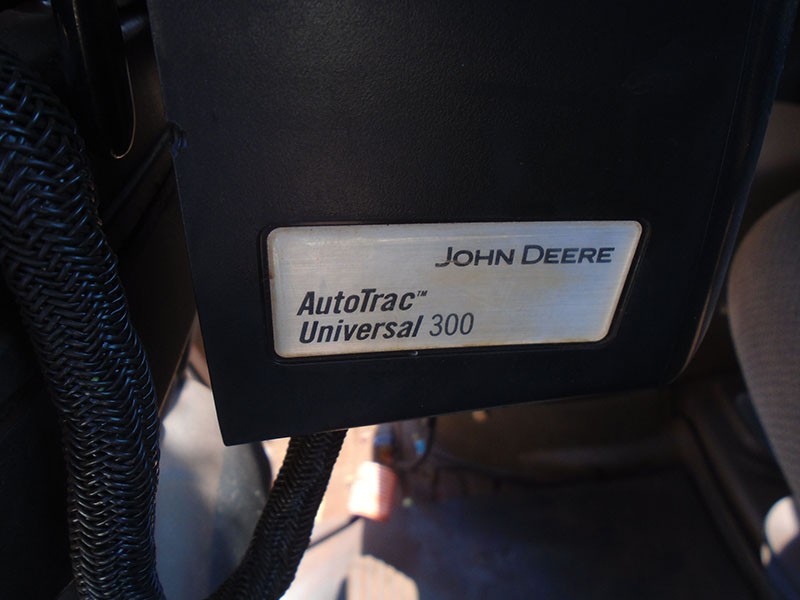 JOHN DEERE
AutoTrac™
Universal 300